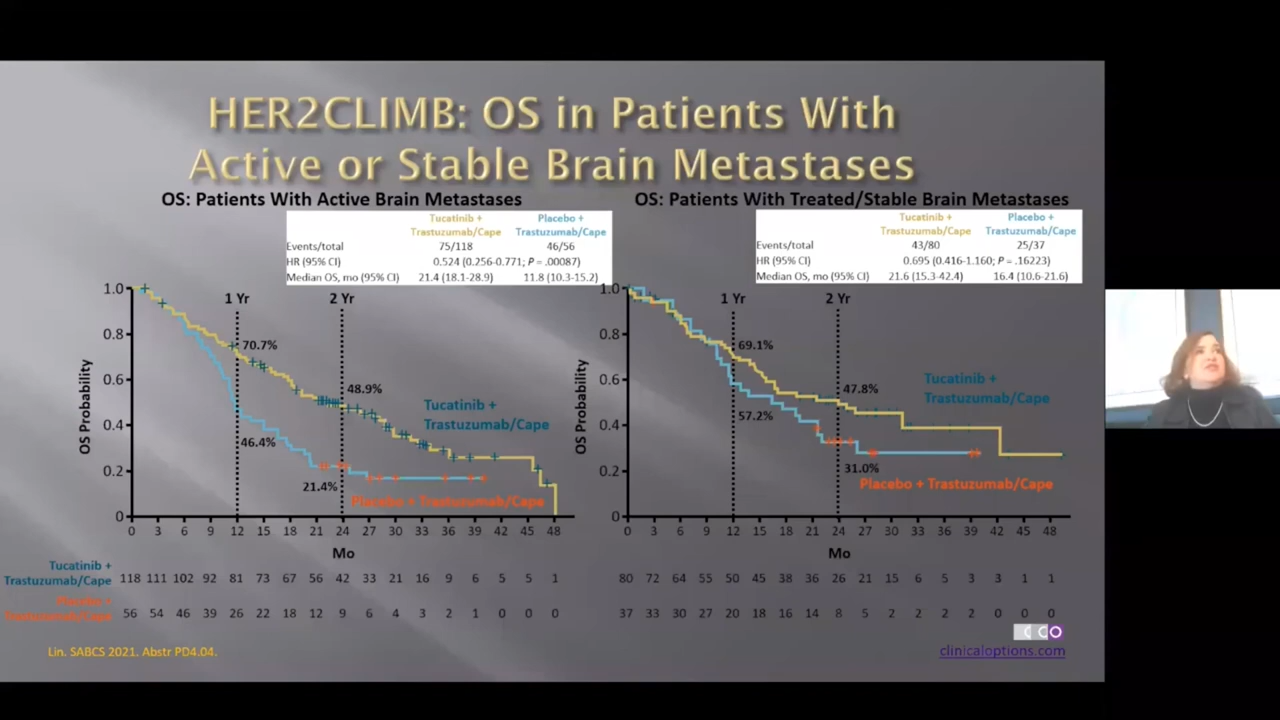 HER2CLIMB: OS in Patients With
Active or Stable Brain Metastases
OS: Patients With Active Brain Metastases
Tucatinib +
Trastuzumab/Cape
Placebo +
Trastuzumab/Cape
Events/total 75/118 46/56
HR (95% CI) 0.524 (0.256-0.771; P = .00087)
Median OS, mo (95% CI) 21.4 (18.1-28.9) 11.8 (10.3-15.2)
OS Probability
1.0
0.8
0.6
0.4
0.2
0
1 Yr
2 Yr
70.7%
48.9%
46.4%
21.4%
Tucatinib +
Trastuzumab/Cape
Placebo + Trastuzumab/Cape
0 3 6 9 12 15 18 21 24 27 30 33 36 39 42 45 48
Mo
OS: Patients With Treated/Stable Brain Metastases
Tucatinib +
Trastuzumab/Cape
Placebo +
Trastuzumab/Cape
Events/total 43/80 25/37
HR (95% CI) 0.695 (0.416-1.160; P = .16223)
Median OS, mo (95% CI) 21.6 (15.3-42.4) 16.4 (10.6-21.6)
OS Probability
1.0
0.8
0.6
0.4
0.2
0
1 Yr
2 Yr
69.1%
47.8%
57.2%
31.0%
Tucatinib +
Trastuzumab/Cape
Placebo + Trastuzumab/Cape
0 3 6 9 12 15 18 21 24 27 30 33 36 39 42 45 48
Mo
Tucatinib +
Trastuzumab/Cape
118 111 102 92 81 73 67 56 42 33 21 16 9 6 5 5 1
80 72 64 55 50 45 38 36 26 21 15 6 5 3 3 1 1
Placebo +
Trastuzumab/Cape
56 54 46 39 26 22 18 12 9 6 4 3 2 1 0 0 0
37 33 30 27 20 18 16 14 8 5 2 2 2 2 0 0 0
Lin. SABCS 2021. Abstr PD4.04.
CCO
clinicaloptions.com